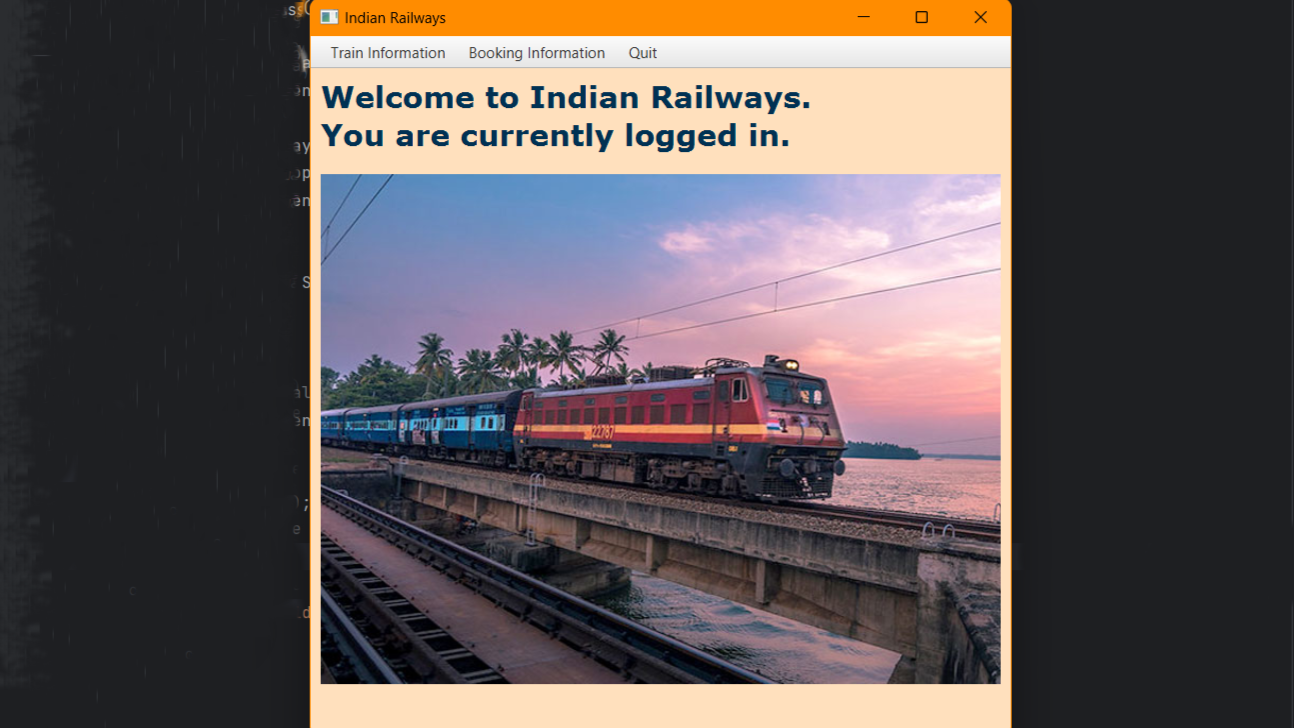 Indian Railways
Train Information Booking Information Quit
Welcome to Indian Railways.
You are currently logged in.